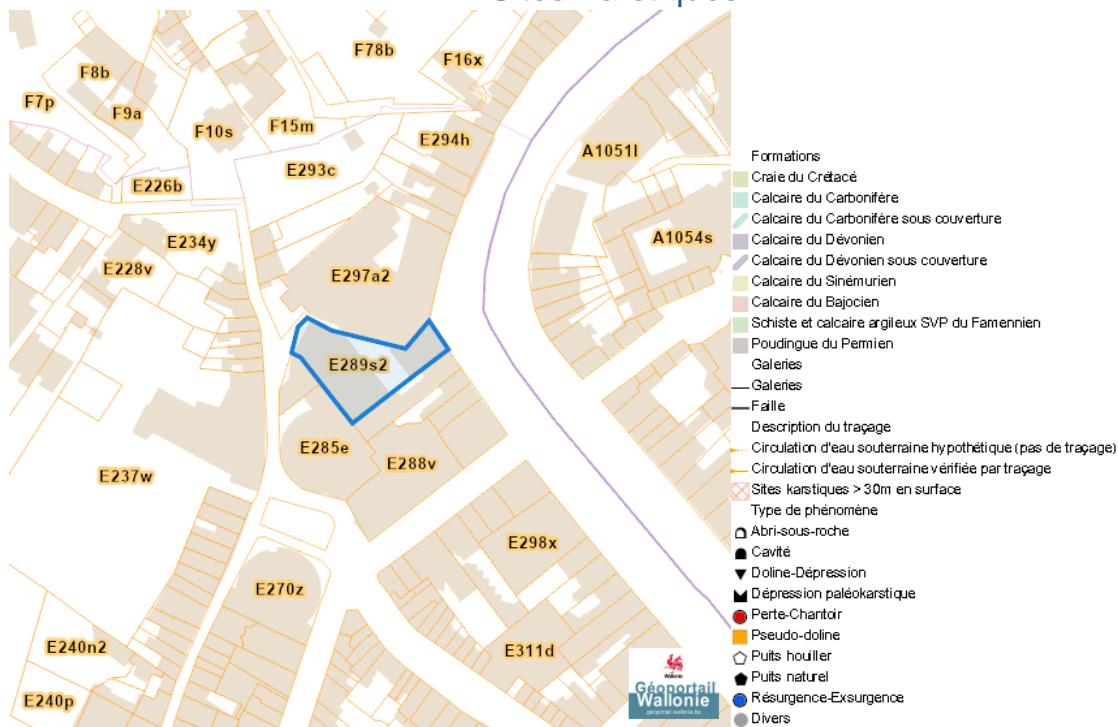 F78b
F16x
F8b
F7p
F9a
F10s
F15m
E294h
A1051l
E293c
E226b
A1054s
E234y
E228v
E297a2
E289s2
E285e
E288v
E237w
E298x
E270z
E240n2
E311d
E240p
Wallonie
Géoportail
Wallonie
geoportail.wallonie.be
Formations
Craie du Crétacé
Calcaire du Carbonifère
Calcaire du Carbonifère sous couverture
Calcaire du Dévonien
Calcaire du Dévonien sous couverture
Calcaire du Sinémurien
Calcaire du Bajocien
Schiste et calcaire argileux SVP du Famennien
Poudingue du Permien
Galeries
Galeries
Faille
Description du traçage
Circulation d'eau souterraine hypothétique (pas de traçage)
Circulation d'eau souterraine vérifiée par traçage
Sites karstiques > 30m en surface
Type de phénomène
Abri-sous-roche
Cavité
Doline-Dépression
Dépression paléokarstique
Perte-Chantoir
Pseudo-doline
Puits houiller
Puits naturel
Résurgence-Exsurgence
Divers